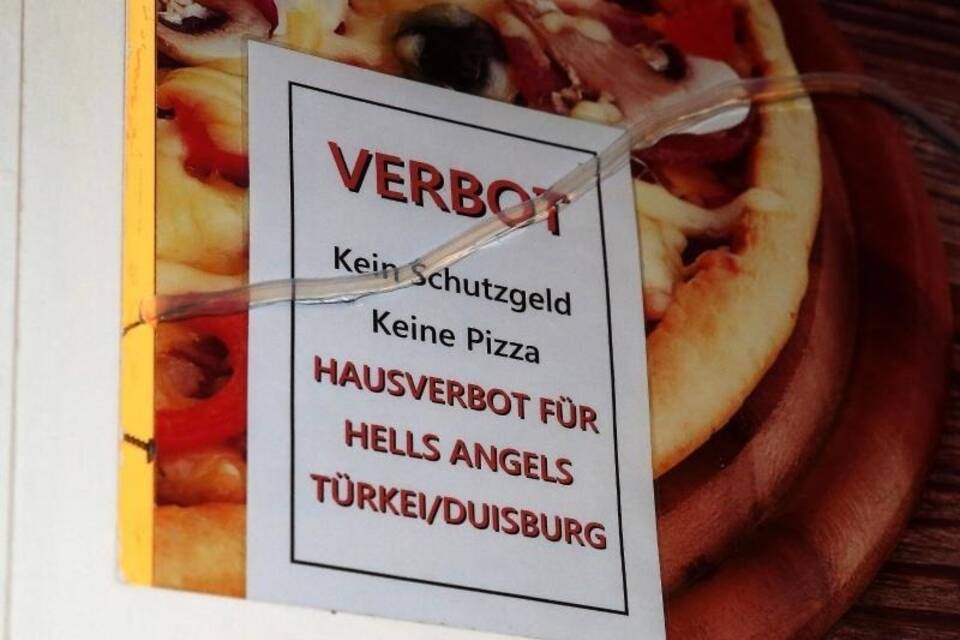 VERBOT
Kein Schutzgeld
Keine Pizza
HAUSVERBOT FÜR
HELLS ANGELS
TÜRKEI/DUISBURG